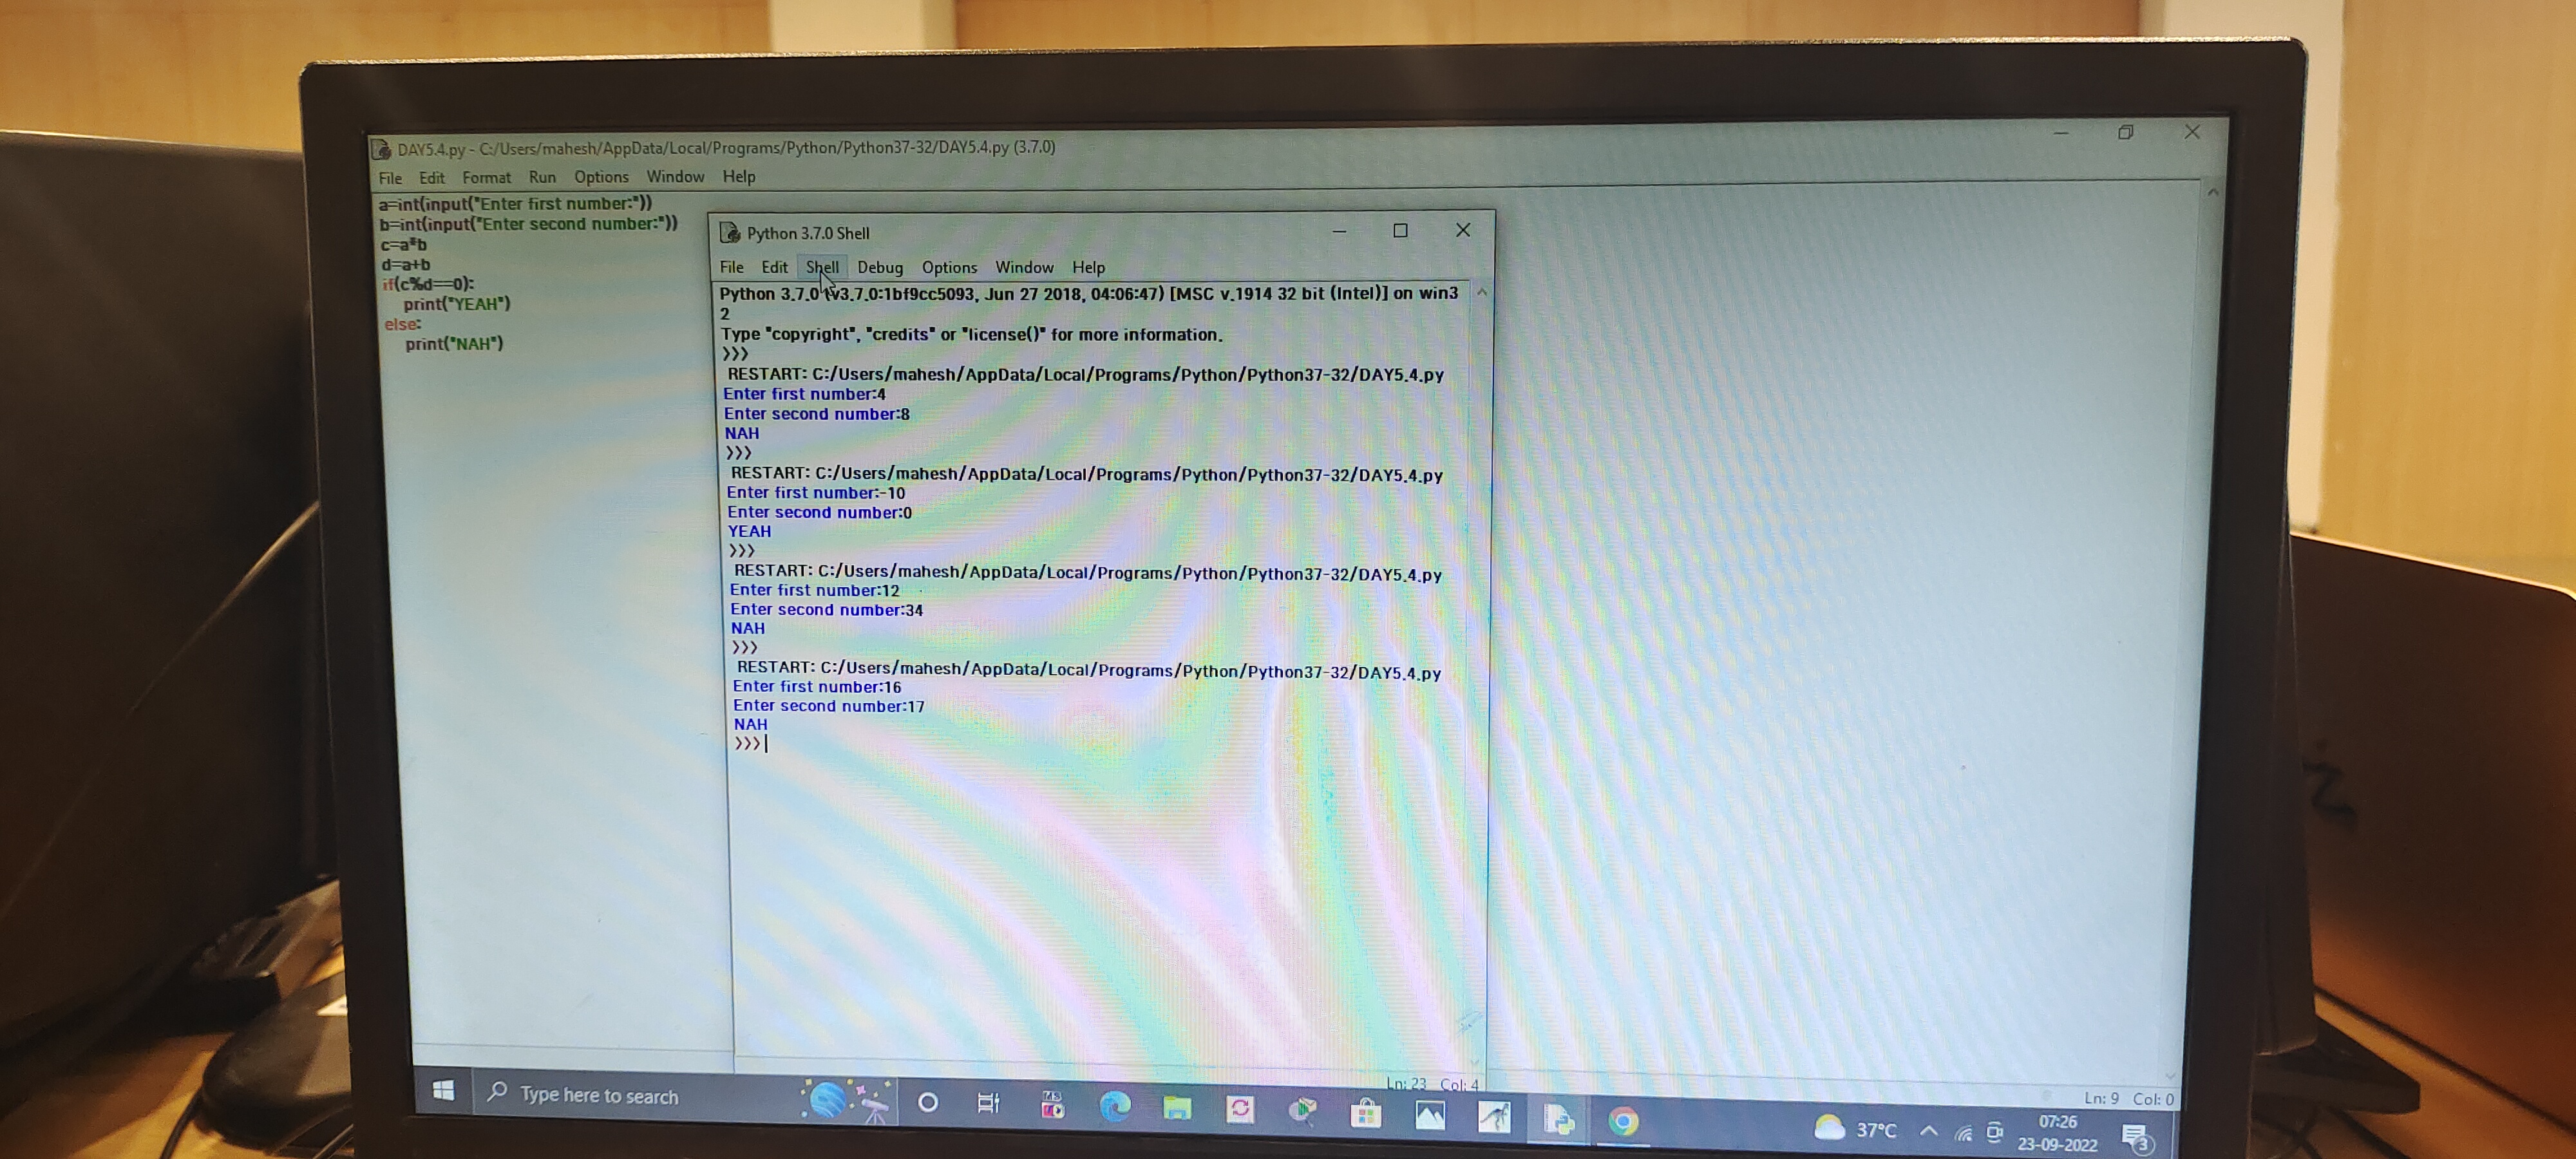 DAY5.4.py - C:/Users/mahesh/AppData/Local/Programs/Python/Python37-32/DAY5.4.py (3.7.0)
File Edit Format Run Options Window Help
a=int(input("Enter first number:"))
b=int(input("Enter second number:"))
c=a*b
d=a+b
if(c%d==0):
print("YEAH")
else:
print("NAH")
Python 3.7.0 Shell
File Edit Shell Debug Options Window Help
Python 3.7.0 (v3.7.0:1bf9cc5093, Jun 27 2018, 04:06:47) [MSC v.1914 32 bit (Intel)] on win3
2
Type "copyright", "credits" or "license()" for more information.
>>>
RESTART: C:/Users/mahesh/AppData/Local/Programs/Python/Python37-32/DAY5.4.py
Enter first number:4
Enter second number:8
NAH
>>>
RESTART: C:/Users/mahesh/AppData/Local/Programs/Python/Python37-32/DAY5.4.py
Enter first number:-10
Enter second number:0
YEAH
>>>
RESTART: C:/Users/mahesh/AppData/Local/Programs/Python/Python37-32/DAY5.4.py
Enter first number:12
Enter second number:34
NAH
>>>
RESTART: C:/Users/mahesh/AppData/Local/Programs/Python/Python37-32/DAY5.4.py
Enter first number:16
Enter second number:17
NAH
>>>
Ln: 23 Col: 4
Ln: 9 Col: 0
Type here to search
37°C
07:26
23-09-2022
3